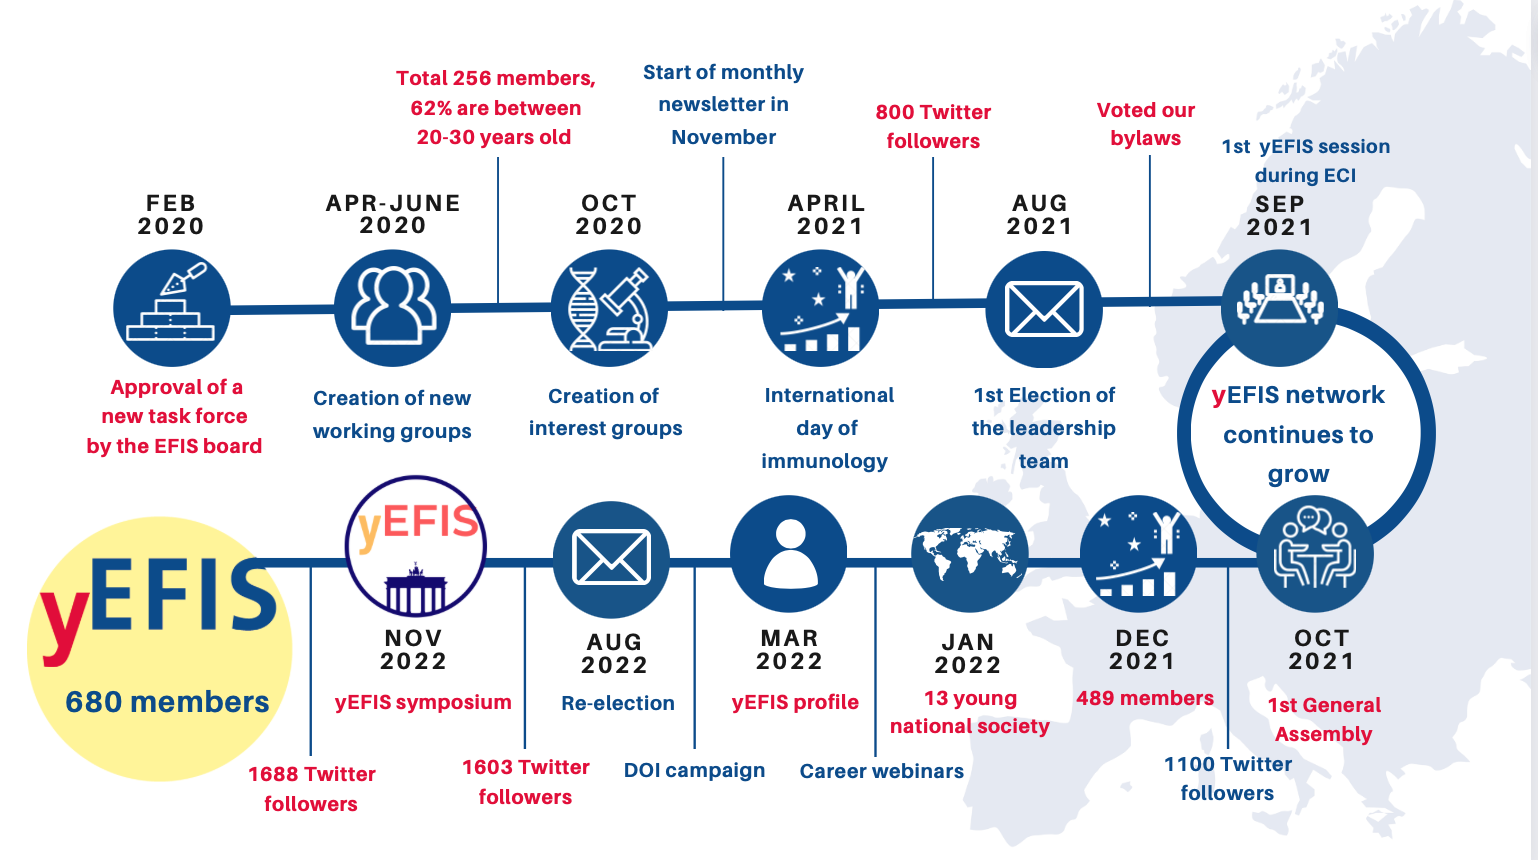 Total 256 members,
62% are between
20-30 years old
Start of monthly
newsletter in
November
800 Twitter
followers
Voted our
bylaws
1st yEFIS session
during ECI
FEB
2020
APR-JUNE
2020
OCT
2020
APRIL
2021
AUG
2021
SEP
2021
Approval of a
new task force
by the EFIS board
Creation of new
working groups
Creation of
interest groups
International
day of
immunology
1st Election of
the leadership
team
yEFIS network
continues to
grow
yEFIS
680 members
yEFIS
NOV
2022
yEFIS symposium
AUG
2022
Re-election
MAR
2022
yEFIS profile
JAN
2022
13 young
national society
DEC
2021
489 members
OCT
2021
1st General
Assembly
1688 Twitter
followers
1603 Twitter
followers
DOI campaign
Career webinars
1100 Twitter
followers